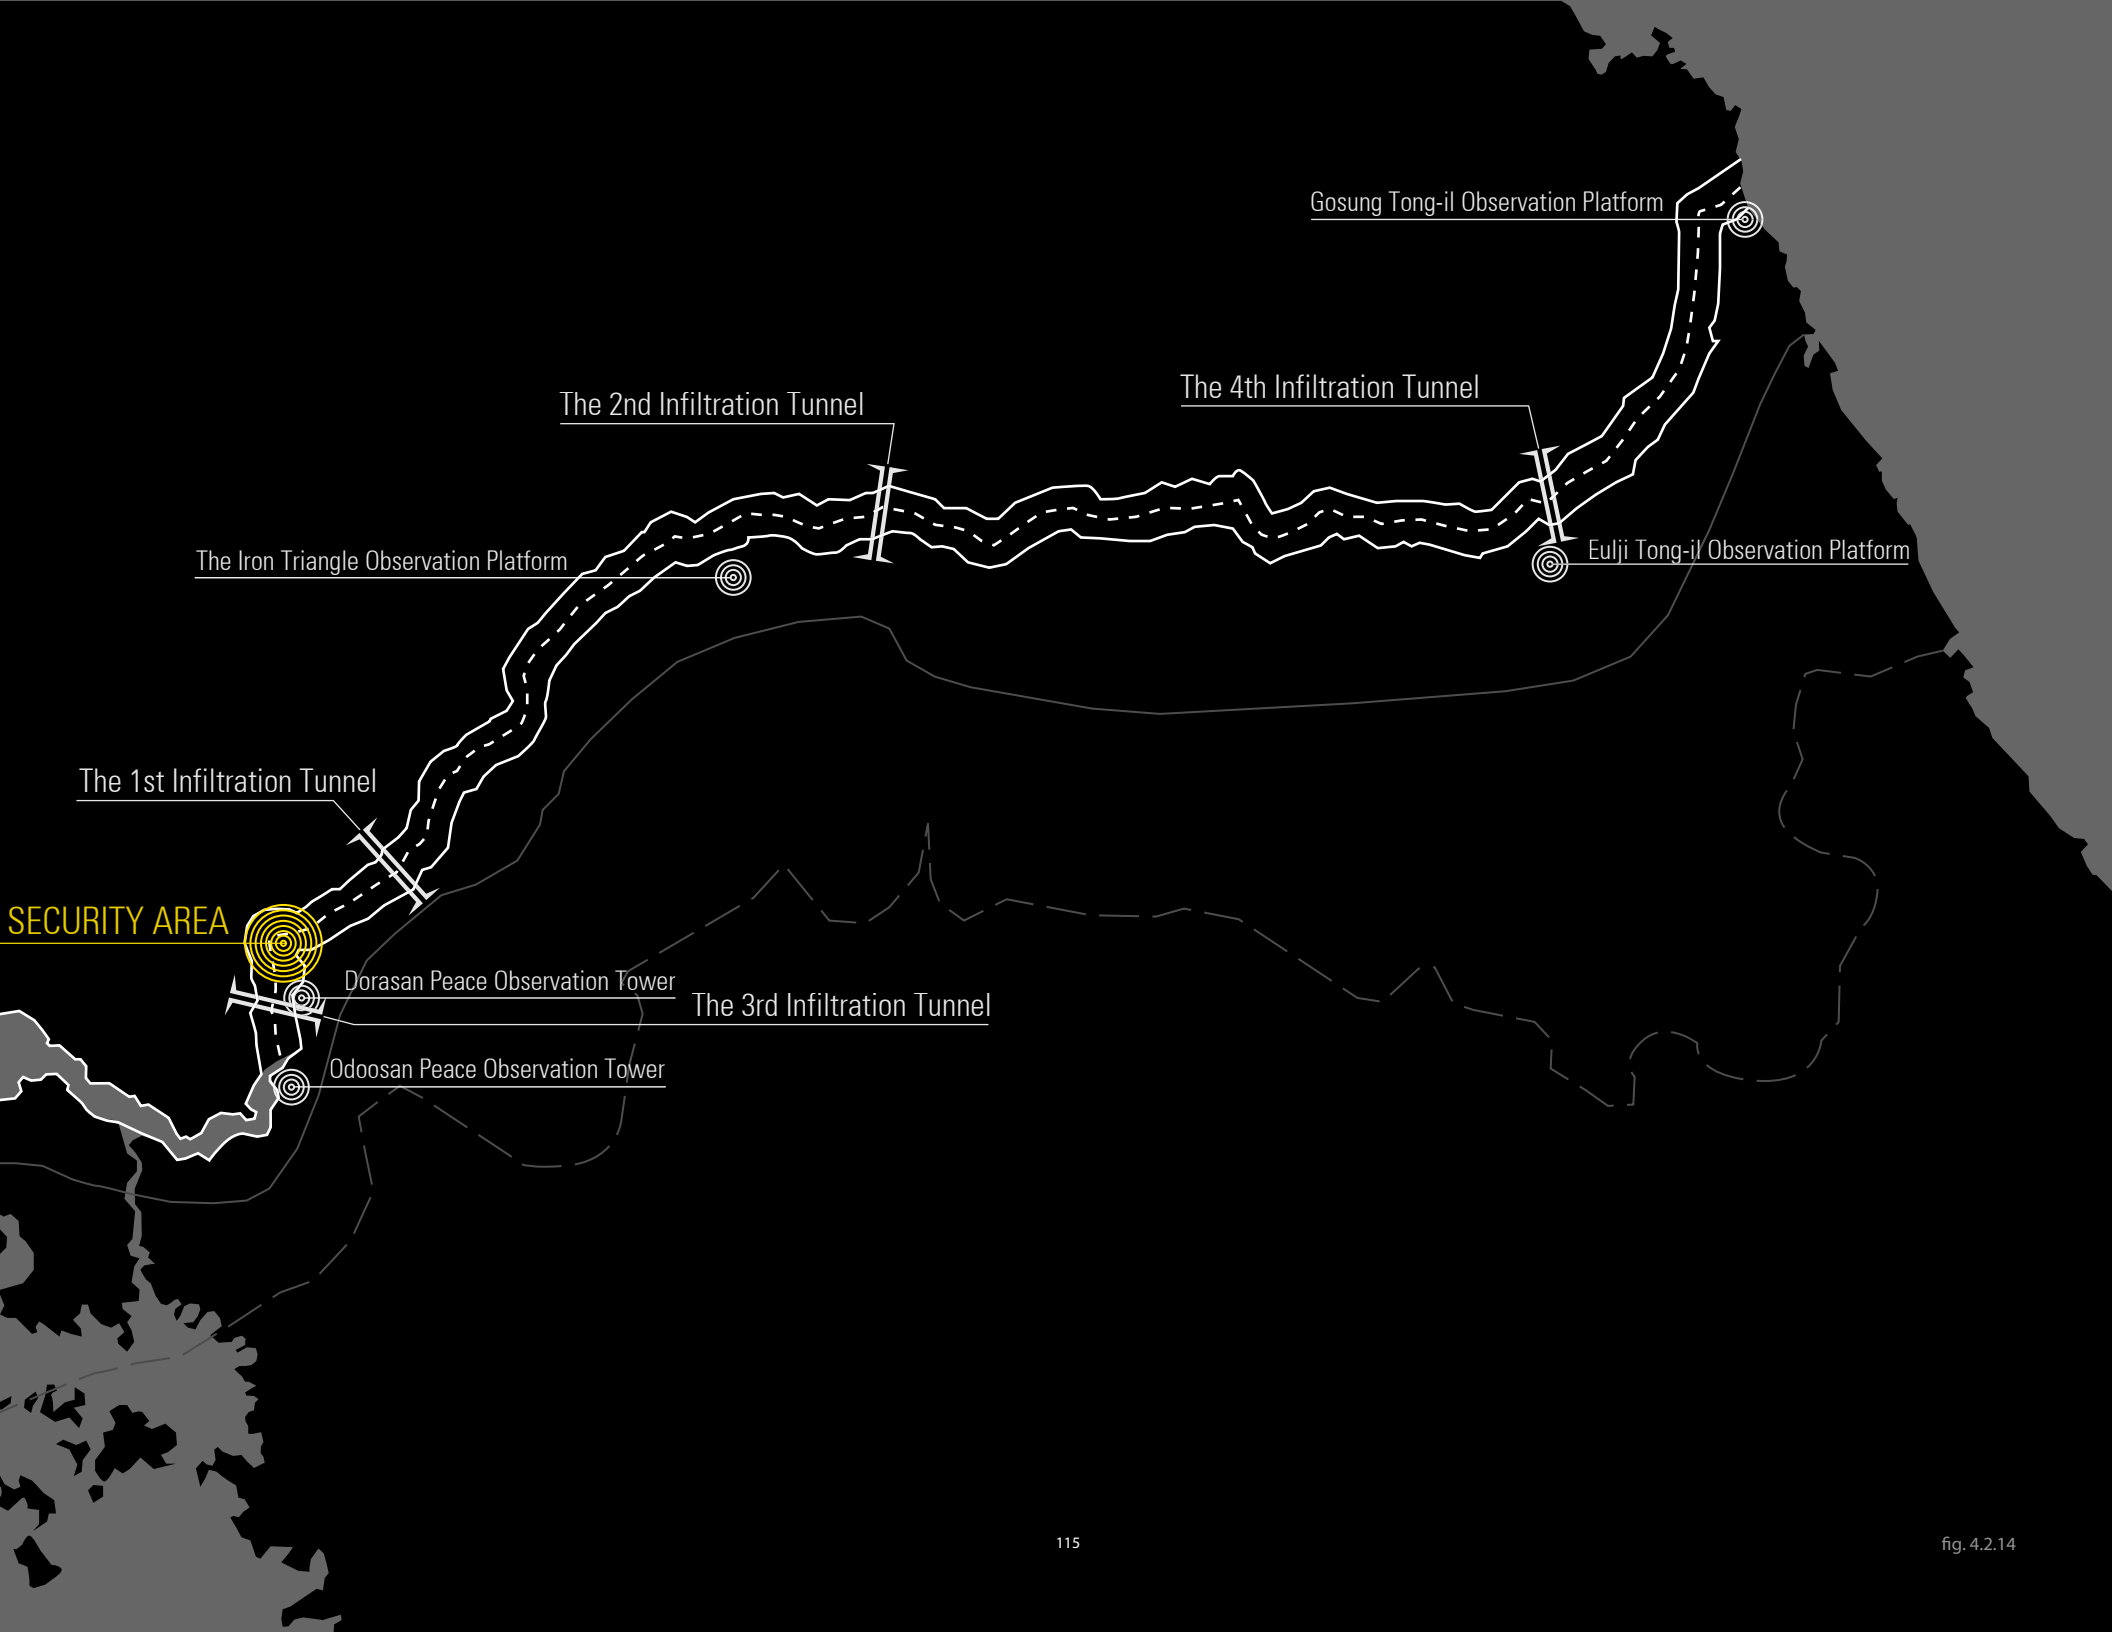 Gosung Tong-il Observation Platform
The 4th Infiltration Tunnel
The 2nd Infiltration Tunnel
Eulji Tong-il Observation Platform
The Iron Triangle Observation Platform
The 1st Infiltration Tunnel
SECURITY AREA
Dorasan Peace Observation Tower
The 3rd Infiltration Tunnel
Odoosan Peace Observation Tower
115
fig. 4.2.14